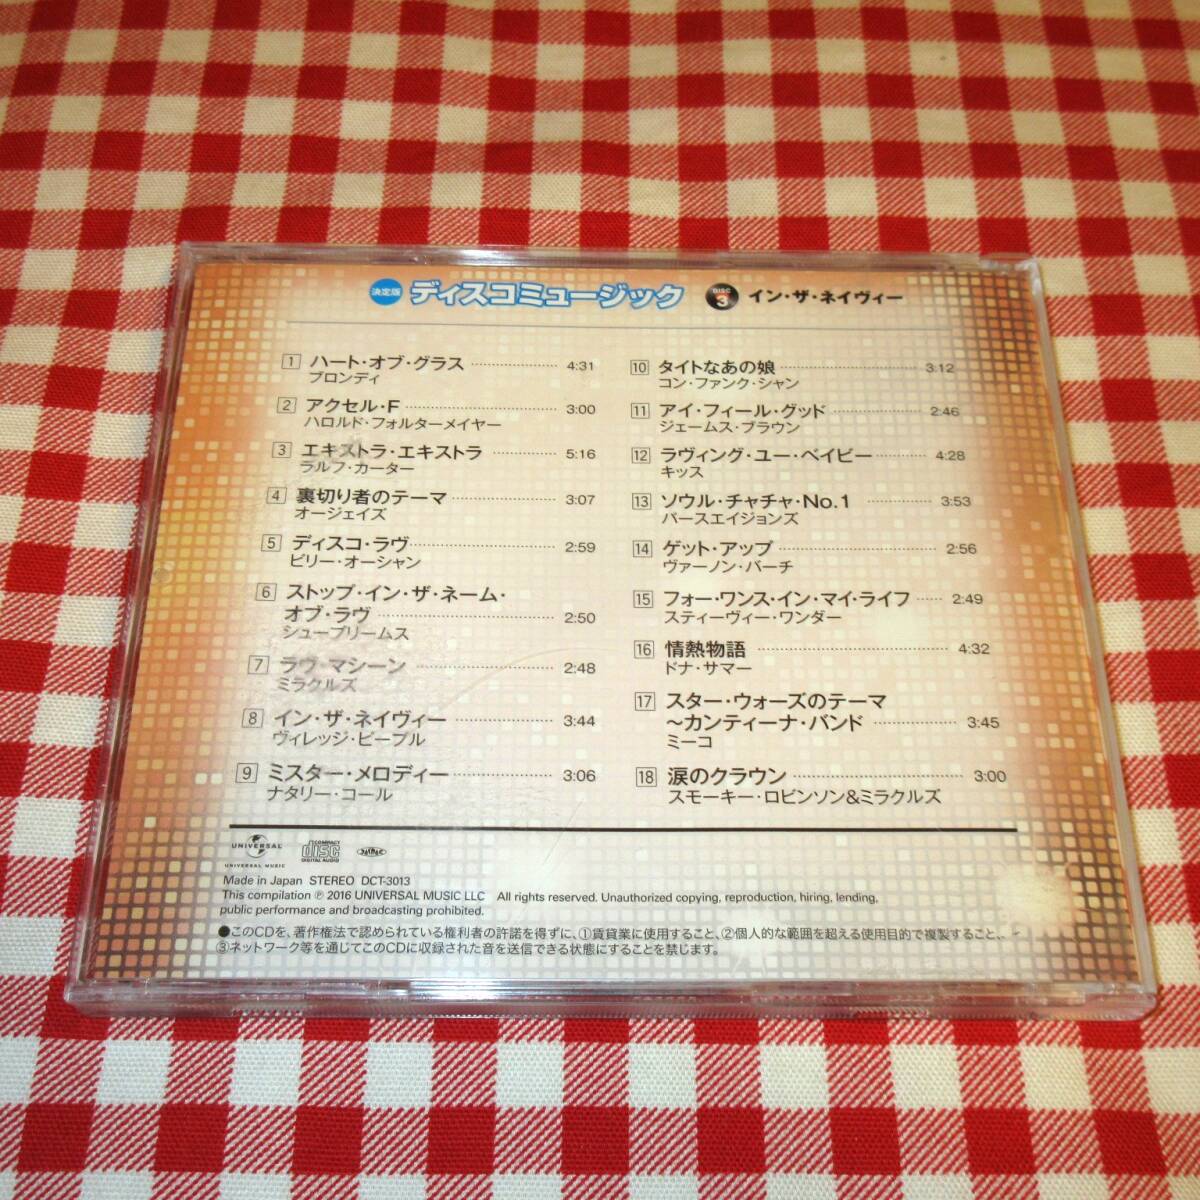 決定版 ディスコミュージック DISC 3 イン・ザ・ネイヴィー
1 ハート・オブ・グラス 4:31
ブロンディ
2 アクセル・F 3:00
ハロルド・フォルターメイヤー
3 エキストラ・エキストラ 5:16
ラルフ・カーター
4 裏切り者のテーマ 3:07
オージェイズ
5 ディスコ・ラヴ 2:59
ビリー・オーシャン
6 ストップ・イン・ザ・ネーム・
オブ・ラヴ 2:50
シュープリームス
7 ラヴ・マシーン 2:48
ミラクルズ
8 イン・ザ・ネイヴィー 3:44
ヴィレッジ・ピープル
9 ミスター・メロディー 3:06
ナタリー・コール
10 タイトなあの娘 3:12
コン・ファンク・シャン
11 アイ・フィール・グッド 2:46
ジェームス・ブラウン
12 ラヴィング・ユー・ベイビー 4:28
キッス
13 ソウル・チャチャ・No.1 3:53
パースエイジョンズ
14 ゲット・アップ 2:56
ヴァーノン・バーチ
15 フォー・ワンス・イン・マイ・ライフ 2:49
スティーヴィー・ワンダー
16 情熱物語 4:32
ドナ・サマー
17 スター・ウォーズのテーマ
～カンティーナ・バンド 3:45
ミーコ
18 涙のクラウン 3:00
スモーキー・ロビンソン&ミラクルズ
UNIVERSAL
UNIVERSAL MUSIC
COMPACT
disc
DIGITAL AUDIO
Made in Japan STEREO DCT-3013
This compilation ℗ 2016 UNIVERSAL MUSIC LLC All rights reserved. Unauthorized copying, reproduction, hiring, lending,
public performance and broadcasting prohibited.
●このCDを、著作権法で認められている権利者の許諾を得ずに、①賃貸業に使用すること、②個人的な範囲を超える使用目的で複製すること、
③ネットワーク等を通じてこのCDに収録された音を送信できる状態にすることを禁じます。